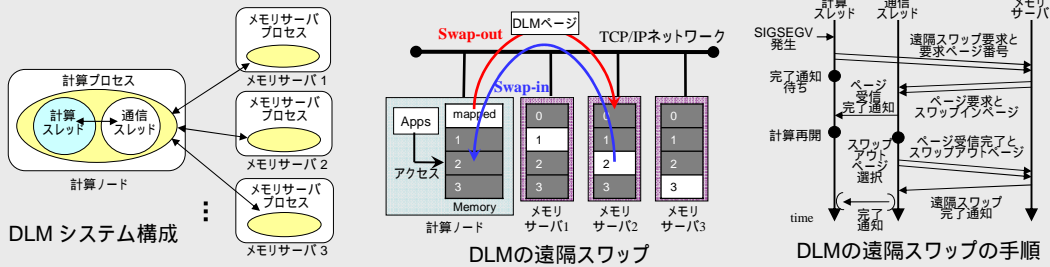 計算プロセス
計算
スレッド
通信
スレッド
計算ノード
メモリサーバ
プロセス
メモリサーバ 1
メモリサーバ
プロセス
メモリサーバ 2
メモリサーバ
プロセス
メモリサーバ 3
DLM システム構成
DLMページ
Swap-out
TCP/IPネットワーク
Swap-in
Apps
アクセス
mapped
1
2
3
Memory
計算ノード
0
1
2
3
メモリ
サーバ1
0
1
2
3
メモリ
サーバ2
0
1
2
3
メモリ
サーバ3
DLMの遠隔スワップ
計算
スレッド
通信
スレッド
メモリ
サーバ
SIGSEGV
発生
遠隔スワップ要求と
要求ページ番号
完了通知
待ち
ページ
受信
完了通知
ページ要求と
スワップインページ
計算再開
スワップ
アウト
ページ
選択
ページ受信完了と
スワップアウトページ
遠隔スワップ
完了通知
完了
通知
time
DLMの遠隔スワップの手順